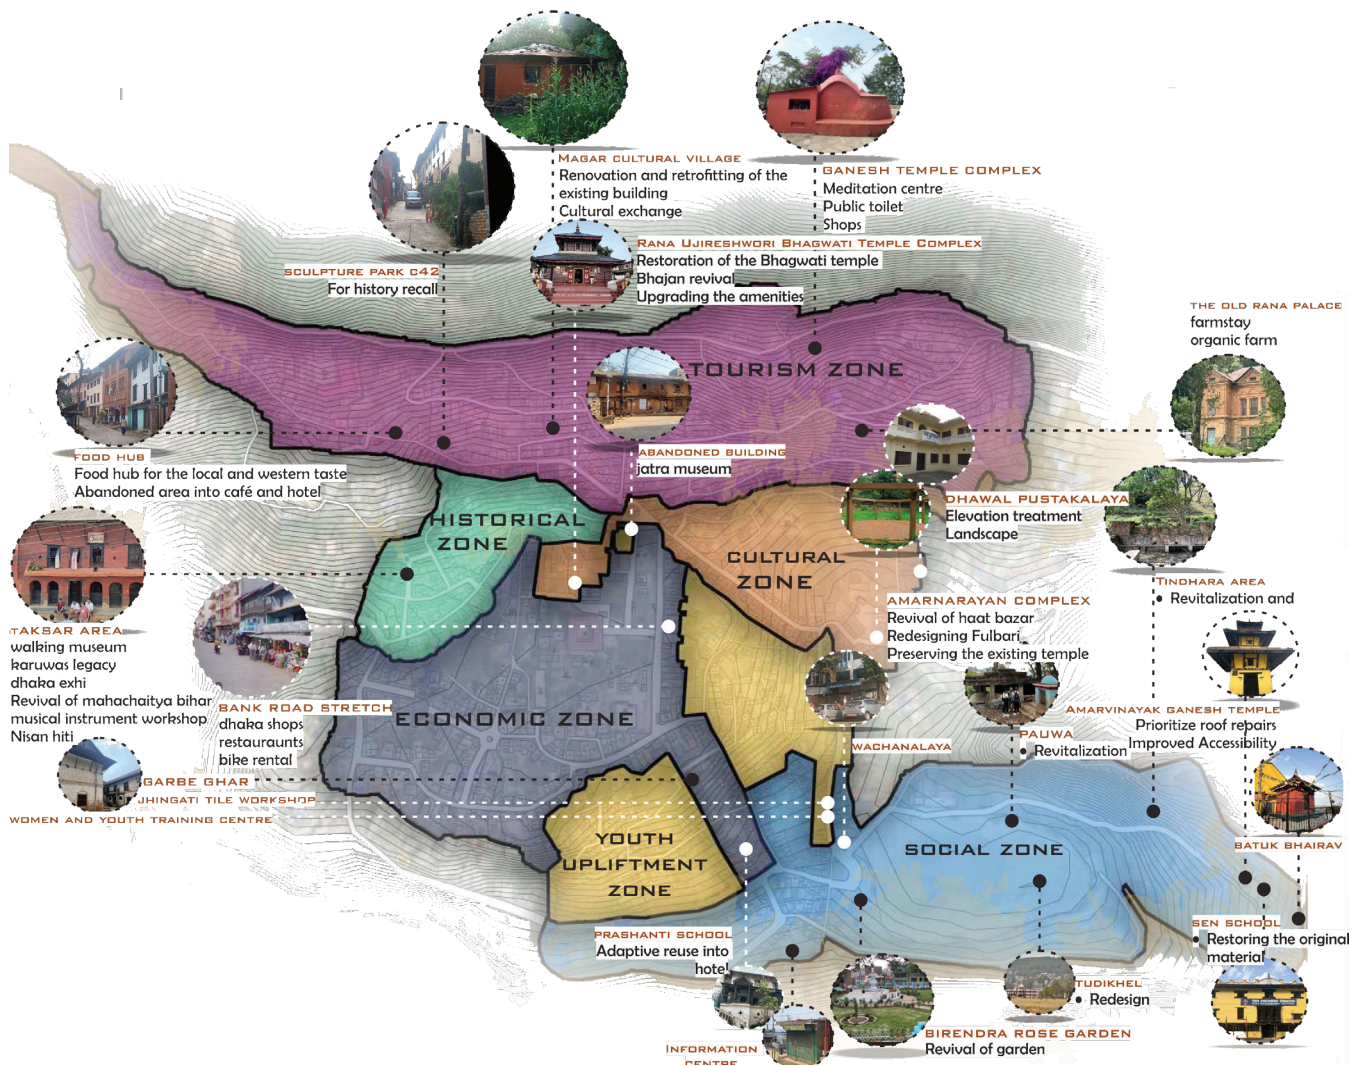 MAGAR CULTURAL VILLAGE
Renovation and retrofitting of the
existing building
Cultural exchange
GANESH TEMPLE COMPLEX
Meditation centre
Public toilet
Shops
RANA UJIRESHWORI BHAGWATI TEMPLE COMPLEX
Restoration of the Bhagwati temple
Bhajan revival
Upgrading the amenities
SCULPTURE PARK C42
For history recall
THE OLD RANA PALACE
farmstay
organic farm
TOURISM ZONE
FOOD HUB
Food hub for the local and western taste
Abandoned area into café and hotel
ABANDONED BUILDING
jatra museum
DHAWAL PUSTAKALAYA
Elevation treatment
Landscape
HISTORICAL
ZONE
CULTURAL
ZONE
TINDHARA AREA
• Revitalization and
AMARNARAYAN COMPLEX
Revival of haat bazar
Redesigning Fulbari
Preserving the existing temple
TAKSAR AREA
walking museum
karuwas legacy
dhaka exhi
Revival of mahachaitya bihar
musical instrument workshop
Nisan hiti
BANK ROAD STRETCH
dhaka shops
restauraunts
bike rental
ECONOMIC ZONE
AMARVINAYAK GANESH TEMPLE
Prioritize roof repairs
Improved Accessibility
WACHANALAYA
PAUWA
• Revitalization
GARBE GHAR
JHINGATI TILE WORKSHOP
WOMEN AND YOUTH TRAINING CENTRE
YOUTH
UPLIFTMENT
ZONE
SOCIAL ZONE
BATUK BHAIRAV
PRASHANTI SCHOOL
Adaptive reuse into
hotel
SEN SCHOOL
• Restoring the original
material
TUDIKHEL
• Redesign
BIRENDRA ROSE GARDEN
Revival of garden
INFORMATION
CENTRE